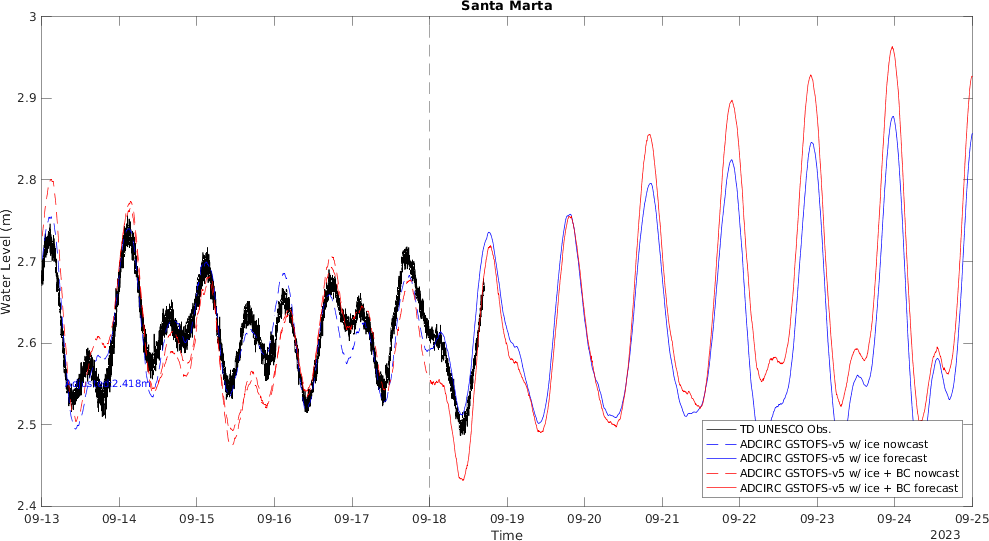 Santa Marta
Water Level (m)
3
2.9
2.8
2.7
2.6
2.5
2.4
2.418m
TD UNESCO Obs.
ADCIRC GSTOFS-v5 w/ ice nowcast
ADCIRC GSTOFS-v5 w/ ice forecast
ADCIRC GSTOFS-v5 w/ ice + BC nowcast
ADCIRC GSTOFS-v5 w/ ice + BC forecast
09-13 09-14 09-15 09-16 09-17 09-18 09-19 09-20 09-21 09-22 09-23 09-24 09-25
Time
2023